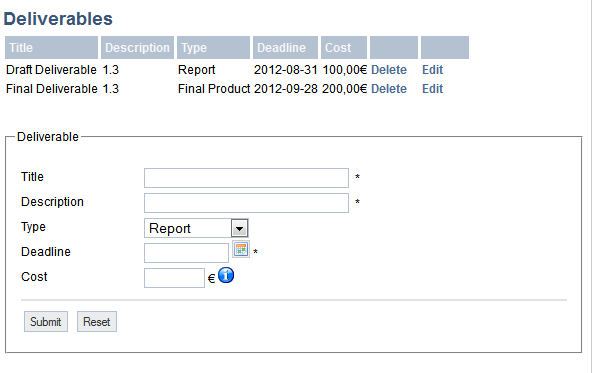 Deliverables
Title Description Type Deadline Cost
Draft Deliverable 1.3 Report 2012-08-31 100,00€ Delete Edit
Final Deliverable 1.3 Final Product 2012-09-28 200,00€ Delete Edit
Deliverable
Title *
Description *
Type Report
Deadline *
Cost € i
Submit Reset